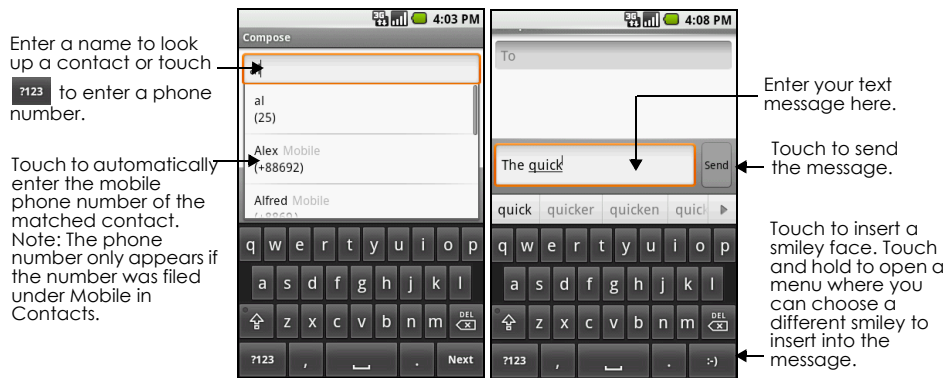 Enter a name to look
up a contact or touch
?123 to enter a phone
number.
Touch to automatically
enter the mobile
phone number of the
matched contact.
Note: The phone
number only appears if
the number was filed
under Mobile in
Contacts.
3G 4:03 PM
Compose
al
al
(25)
Alex Mobile
(+88692)
Alfred Mobile
q w e r t y u i o p
a s d f g h j k l
z x c v b n m DEL
?123 , . Next
3G 4:08 PM
To
The quick
Send
quick quicker quicken quic
q w e r t y u i o p
a s d f g h j k l
z x c v b n m DEL
?123 , . :-)
Enter your text
message here.
Touch to send
the message.
Touch to insert a
smiley face. Touch
and hold to open a
menu where you
can choose a
different smiley to
insert into the
message.